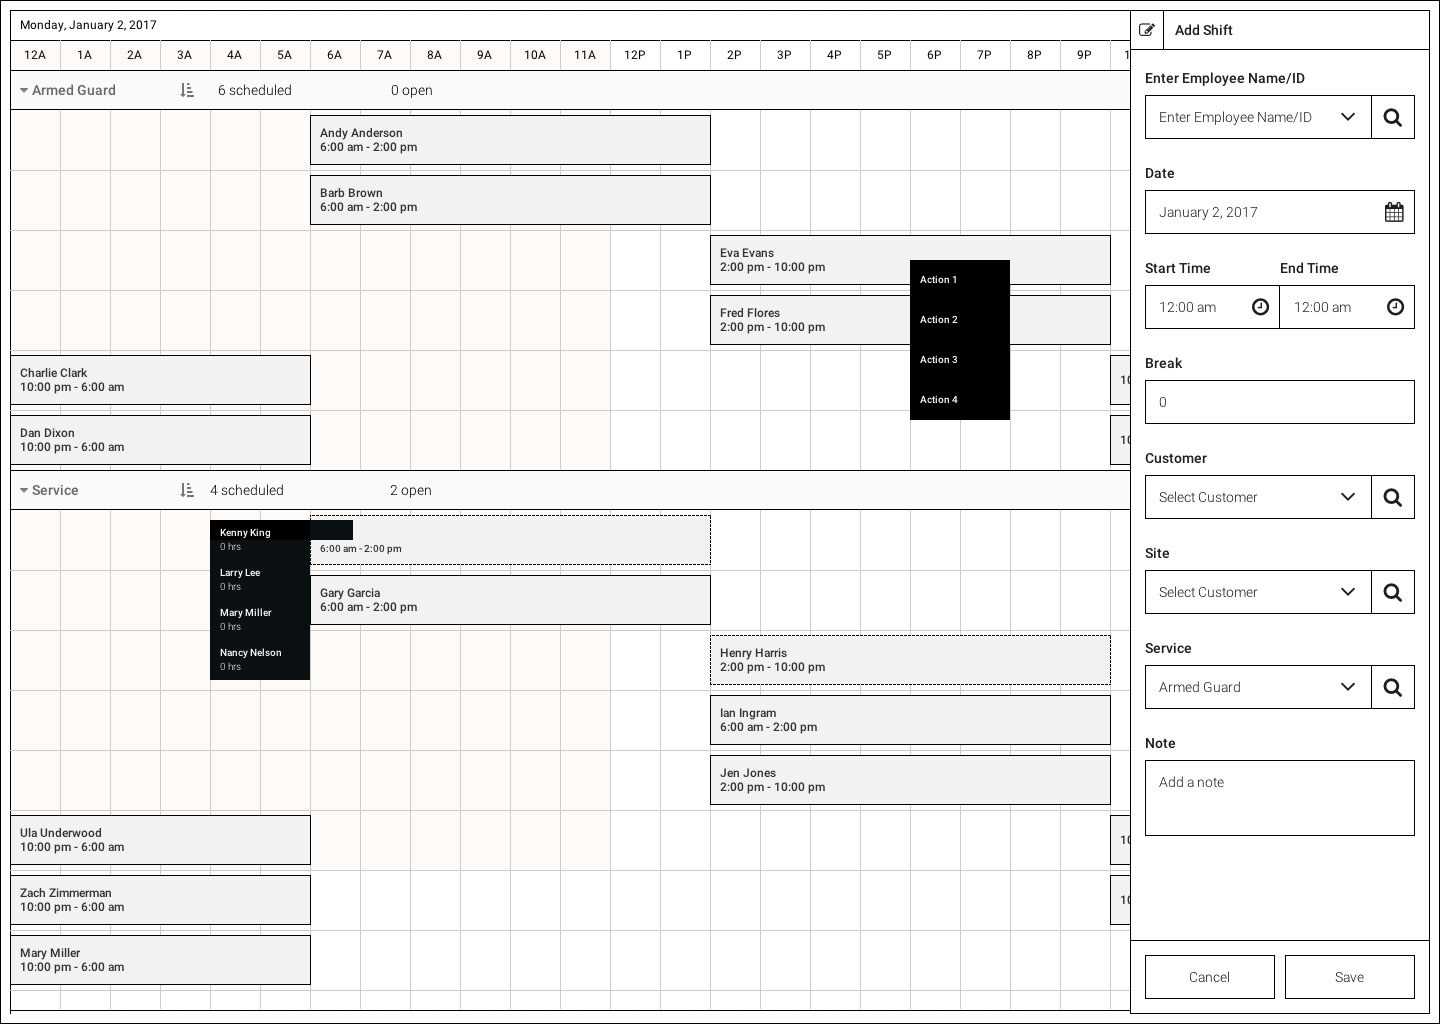 Monday, January 2, 2017
12A 1A 2A 3A 4A 5A 6A 7A 8A 9A 10A 11A 12P 1P 2P 3P 4P 5P 6P 7P 8P 9P
Armed Guard 6 scheduled 0 open
Andy Anderson
6:00 am - 2:00 pm
Barb Brown
6:00 am - 2:00 pm
Eva Evans
2:00 pm - 10:00 pm
Fred Flores
2:00 pm - 10:00 pm
Action 1
Action 2
Action 3
Action 4
Charlie Clark
10:00 pm - 6:00 am
10
Dan Dixon
10:00 pm - 6:00 am
10
Service 4 scheduled 2 open
Kenny King
0 hrs
Larry Lee
0 hrs
Mary Miller
0 hrs
Nancy Nelson
0 hrs
6:00 am - 2:00 pm
Gary Garcia
6:00 am - 2:00 pm
Henry Harris
2:00 pm - 10:00 pm
Ian Ingram
6:00 am - 2:00 pm
Jen Jones
2:00 pm - 10:00 pm
Ula Underwood
10:00 pm - 6:00 am
10
Zach Zimmerman
10:00 pm - 6:00 am
10
Mary Miller
10:00 pm - 6:00 am
Add Shift
Enter Employee Name/ID
Enter Employee Name/ID
Date
January 2, 2017
Start Time End Time
12:00 am 12:00 am
Break
0
Customer
Select Customer
Site
Select Customer
Service
Armed Guard
Note
Add a note
Cancel Save